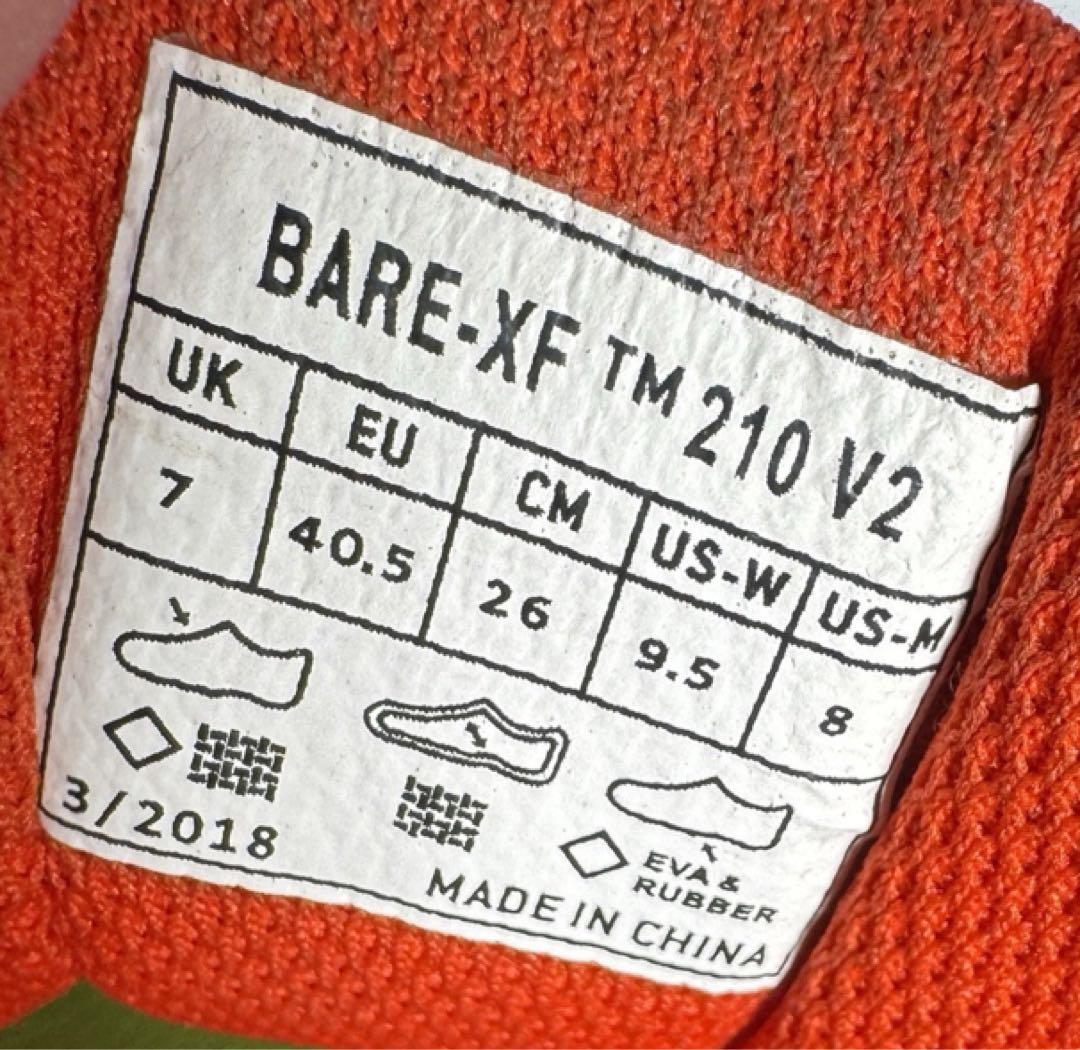 BARE-XF ™ 210 V2
UK EU CM US-W US-M
7 40.5 26 9.5 8
3/2018
EVA &
RUBBER
MADE IN CHINA